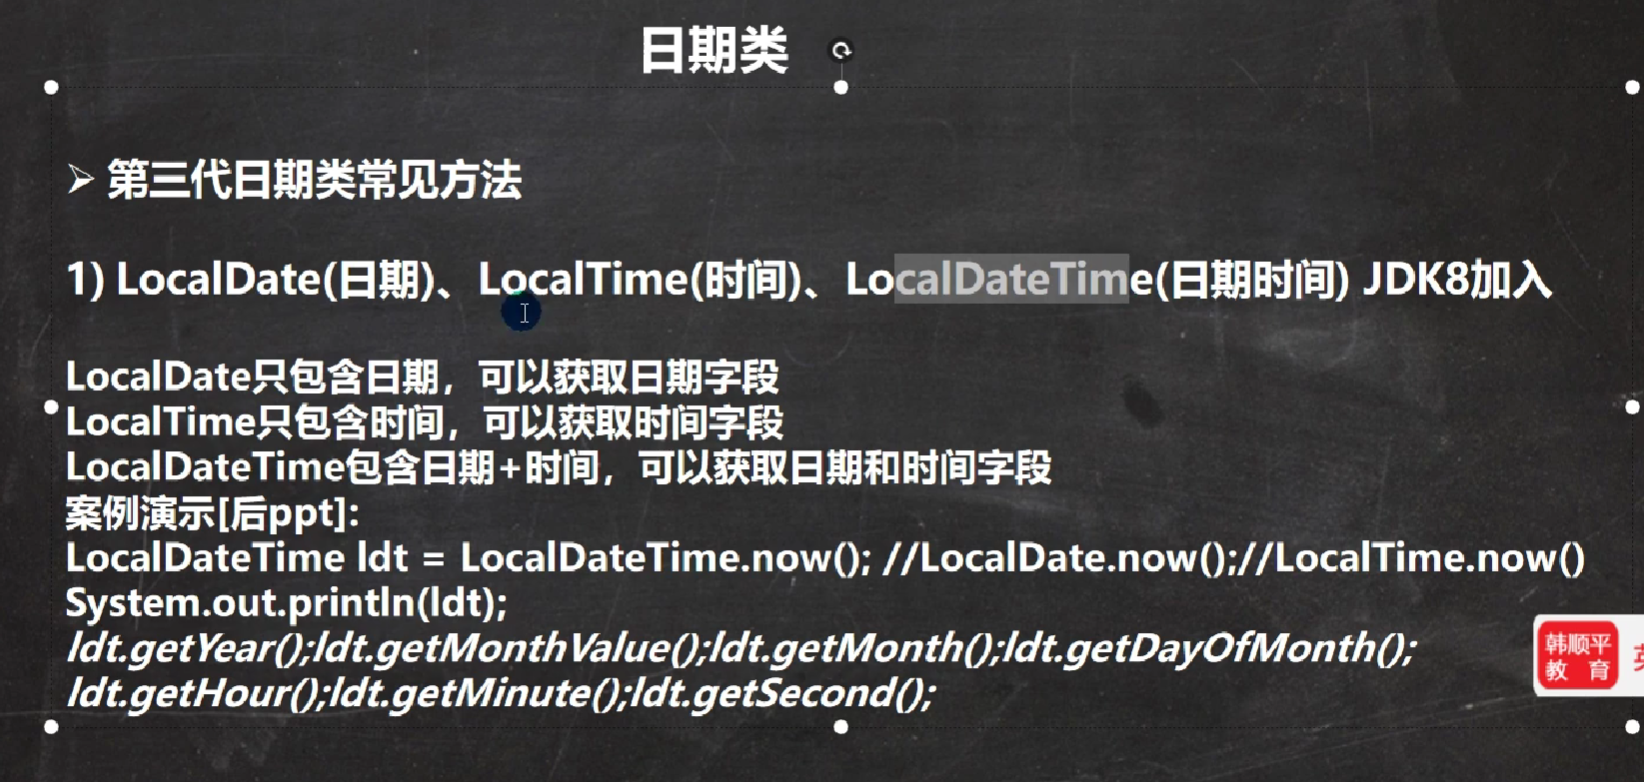 日期类
➢ 第三代日期类常见方法
1) LocalDate(日期)、LocalTime(时间)、LocalDateTime(日期时间) JDK8加入
LocalDate只包含日期，可以获取日期字段
LocalTime只包含时间，可以获取时间字段
LocalDateTime包含日期+时间，可以获取日期和时间字段
案例演示[后ppt]:
LocalDateTime ldt = LocalDateTime.now(); //LocalDate.now();//LocalTime.now()
System.out.println(ldt);
ldt.getYear();ldt.getMonthValue();ldt.getMonth();ldt.getDayOfMonth();
ldt.getHour();ldt.getMinute();ldt.getSecond();
韩顺平
教 育